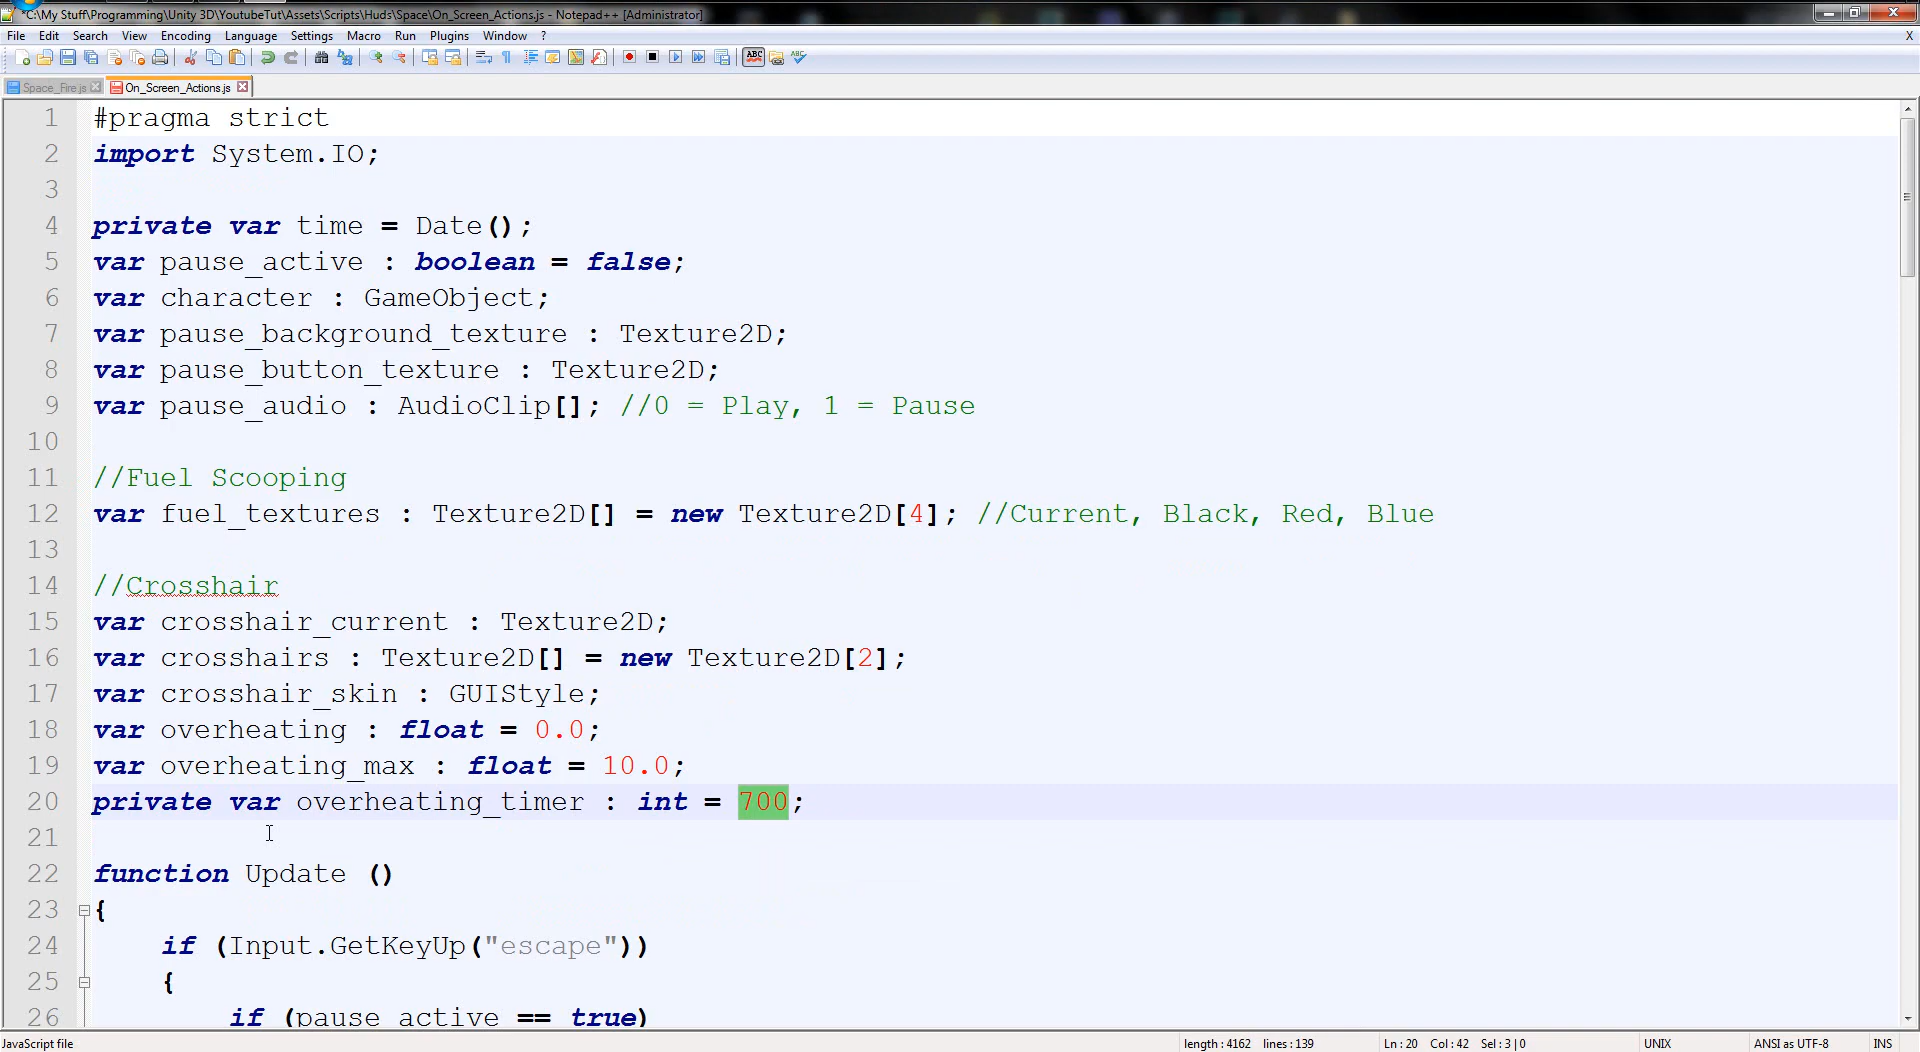 *C:\My Stuff\Programming\Unity 3D\YoutubeTut\Assets\Scripts\Huds\Space\On_Screen_Actions.js - Notepad++ [Administrator]
File Edit Search View Encoding Language Settings Macro Run Plugins Window ? X
Space_Fire.js On_Screen_Actions.js
1 #pragma strict
2 import System.IO;
3
4 private var time = Date();
5 var pause_active : boolean = false;
6 var character : GameObject;
7 var pause_background_texture : Texture2D;
8 var pause_button_texture : Texture2D;
9 var pause_audio : AudioClip[]; //0 = Play, 1 = Pause
10
11 //Fuel Scooping
12 var fuel_textures : Texture2D[] = new Texture2D[4]; //Current, Black, Red, Blue
13
14 //Crosshair
15 var crosshair_current : Texture2D;
16 var crosshairs : Texture2D[] = new Texture2D[2];
17 var crosshair_skin : GUIStyle;
18 var overheating : float = 0.0;
19 var overheating_max : float = 10.0;
20 private var overheating_timer : int = 700;
21
22 function Update ()
23 {
24 if (Input.GetKeyUp("escape"))
25 {
26 if (pause_active == true)
JavaScript file length : 4162 lines : 139 Ln : 20 Col : 42 Sel : 3 | 0 UNIX ANSI as UTF-8 INS